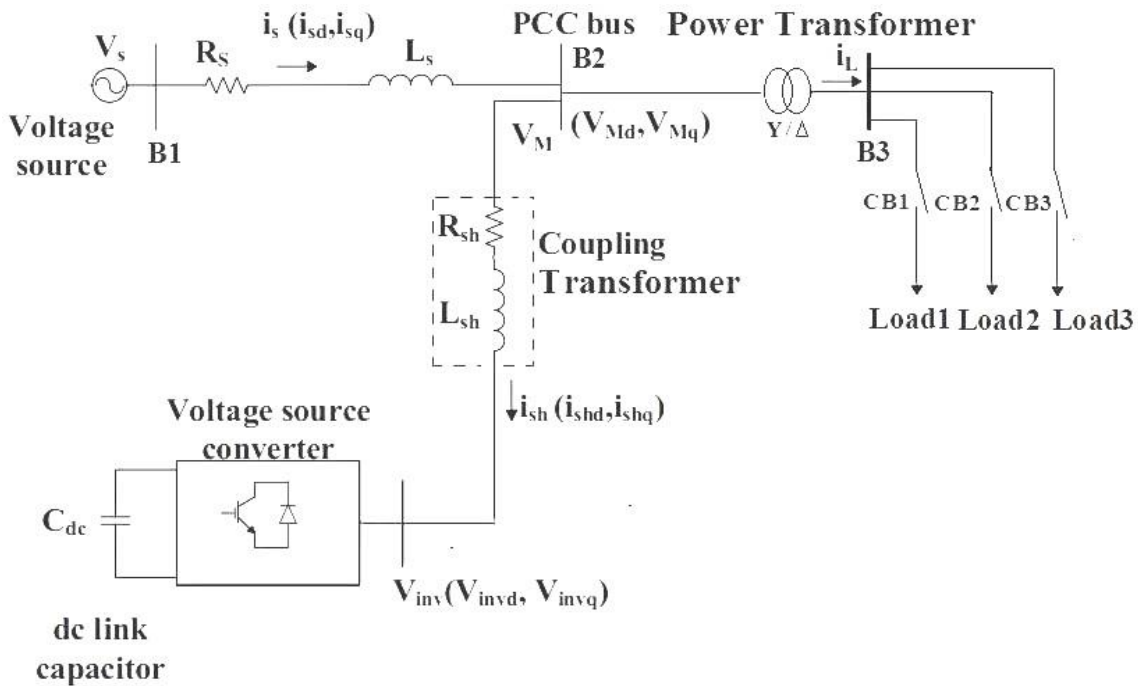 i_s (i_sd,i_sq)
PCC bus
Power Transformer
V_s
R_S
L_s
B2
i_L
Voltage
source
B1
V_M
(V_Md,V_Mq)
Y/Δ
B3
CB1
CB2
CB3
R_sh
L_sh
Coupling
Transformer
Load1
Load2
Load3
i_sh (i_shd,i_shq)
Voltage source
converter
C_dc
V_inv(V_invd, V_invq)
dc link
capacitor